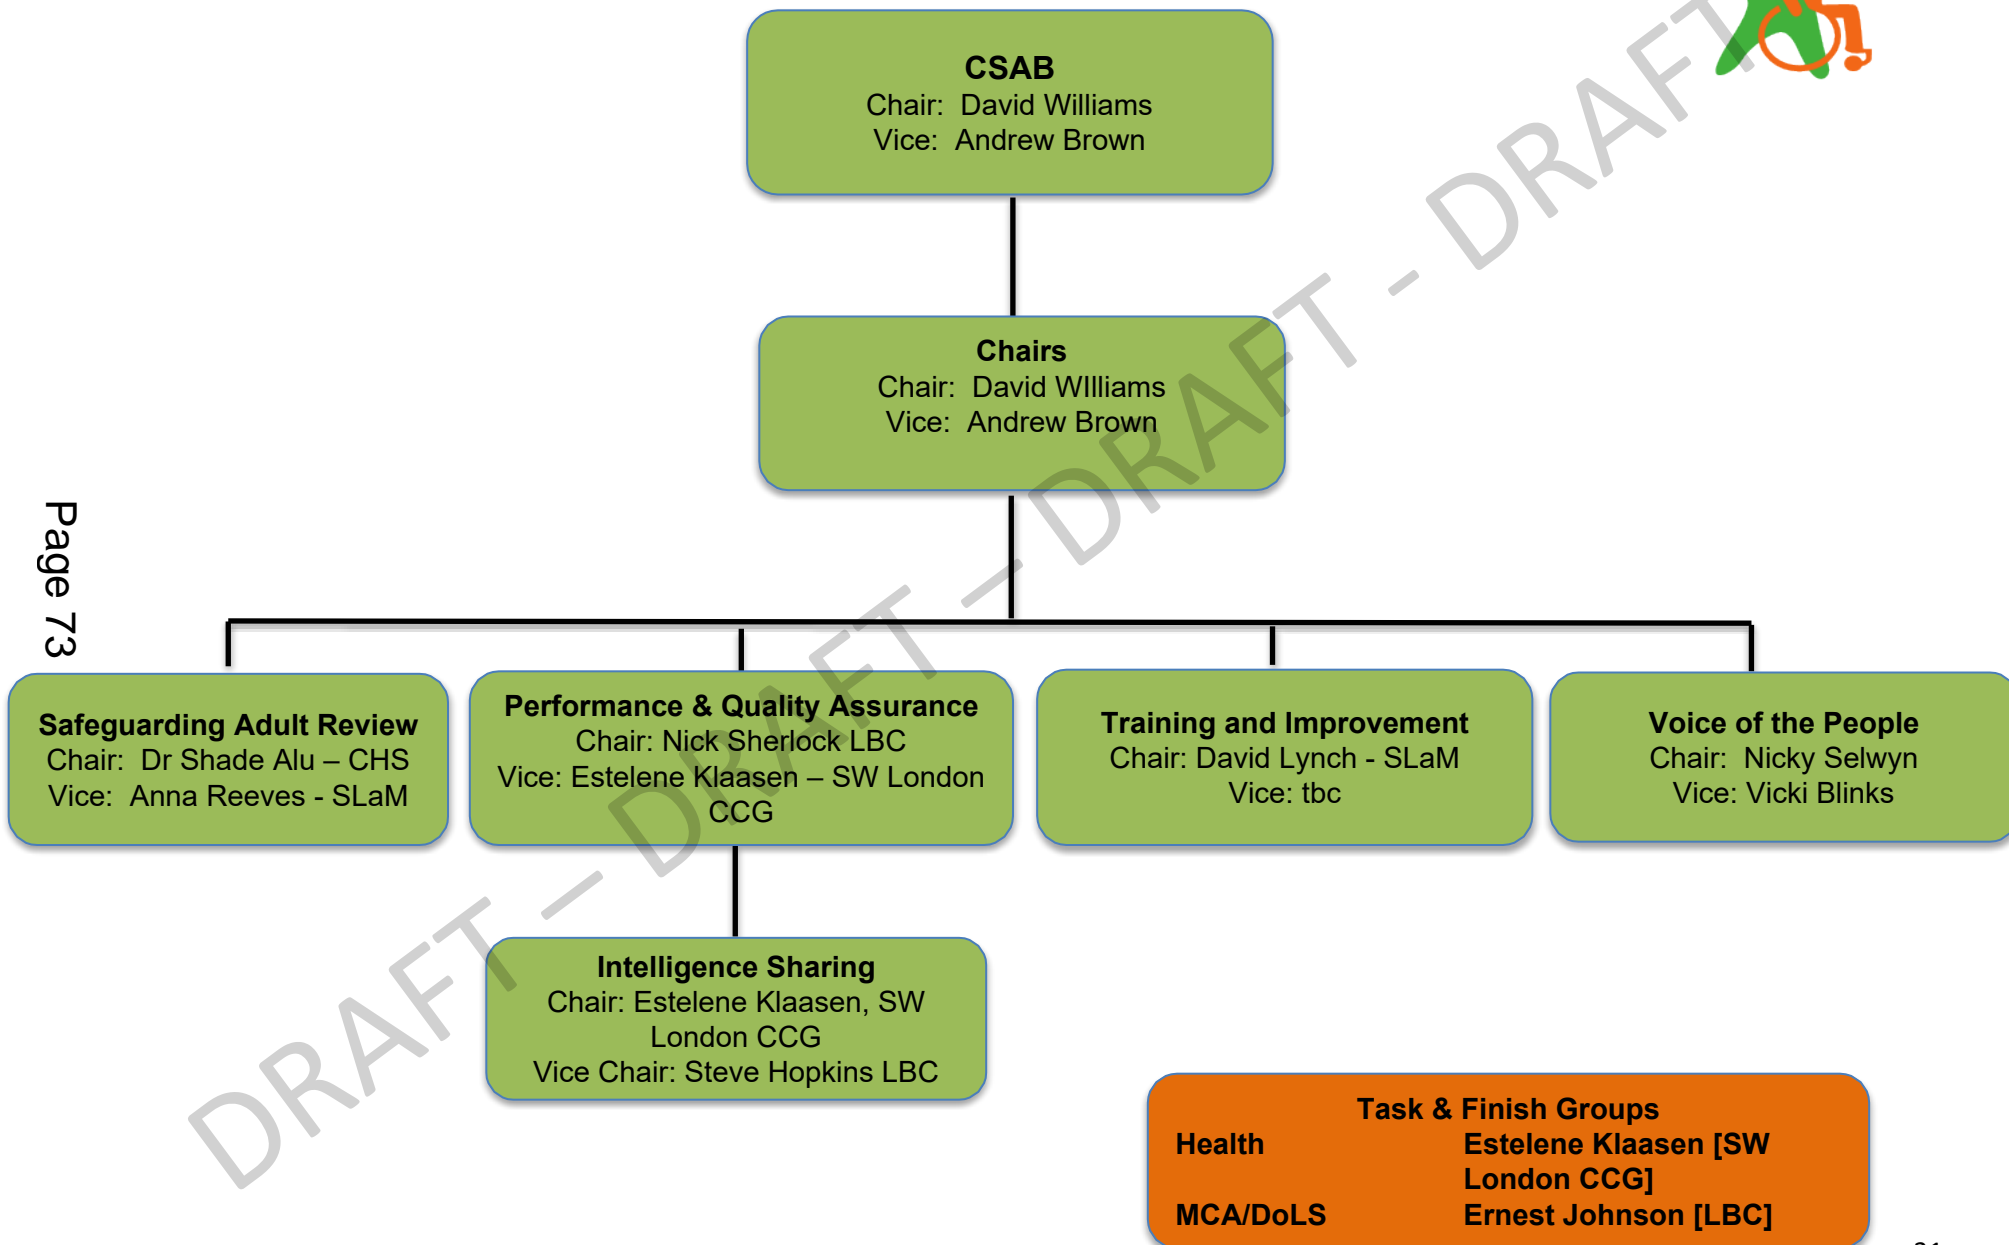 CSAB
Chair:  David Williams
Vice:  Andrew Brown
Chairs
Chair:  David WIlliams
Vice:  Andrew Brown
Page 73
Safeguarding Adult Review
Chair:  Dr Shade Alu – CHS
Vice:  Anna Reeves - SLaM
Performance & Quality Assurance
Chair: Nick Sherlock LBC
Vice: Estelene Klaasen – SW London
CCG
Training and Improvement
Chair: David Lynch - SLaM
Vice: tbc
Voice of the People
Chair:  Nicky Selwyn
Vice: Vicki Blinks
Intelligence Sharing
Chair: Estelene Klaasen, SW
London CCG
Vice Chair: Steve Hopkins LBC
Task & Finish Groups
Health Estelene Klaasen [SW
London CCG]
MCA/DoLS Ernest Johnson [LBC]
DRAFT – DRAFT – DRAFT - DRAFT